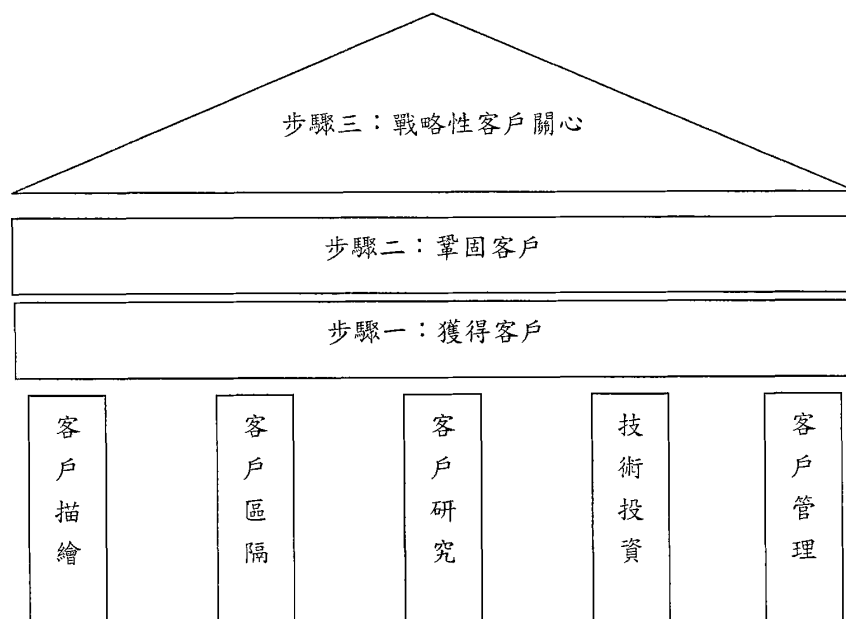 步驟三：戰略性客戶關心
步驟二：鞏固客戶
步驟一：獲得客戶
客戶描繪
客戶區隔
客戶研究
技術投資
客戶管理